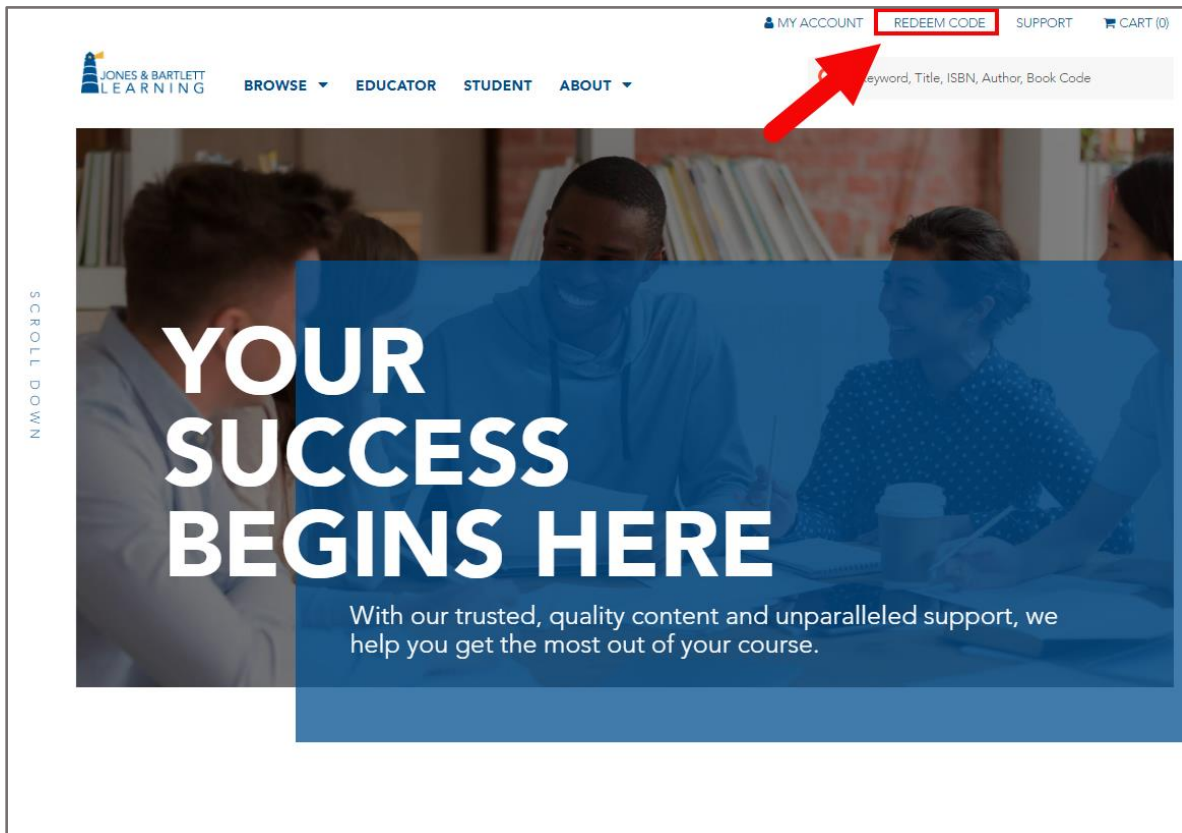 MY ACCOUNT REDEEM CODE SUPPORT CART (0)
JONES & BARTLETT
LEARNING
BROWSE EDUCATOR STUDENT ABOUT
Title, ISBN, Author, Book Code
SCROLL DOWN
YOUR
SUCCESS
BEGINS HERE
With our trusted, quality content and unparalleled support, we
help you get the most out of your course.